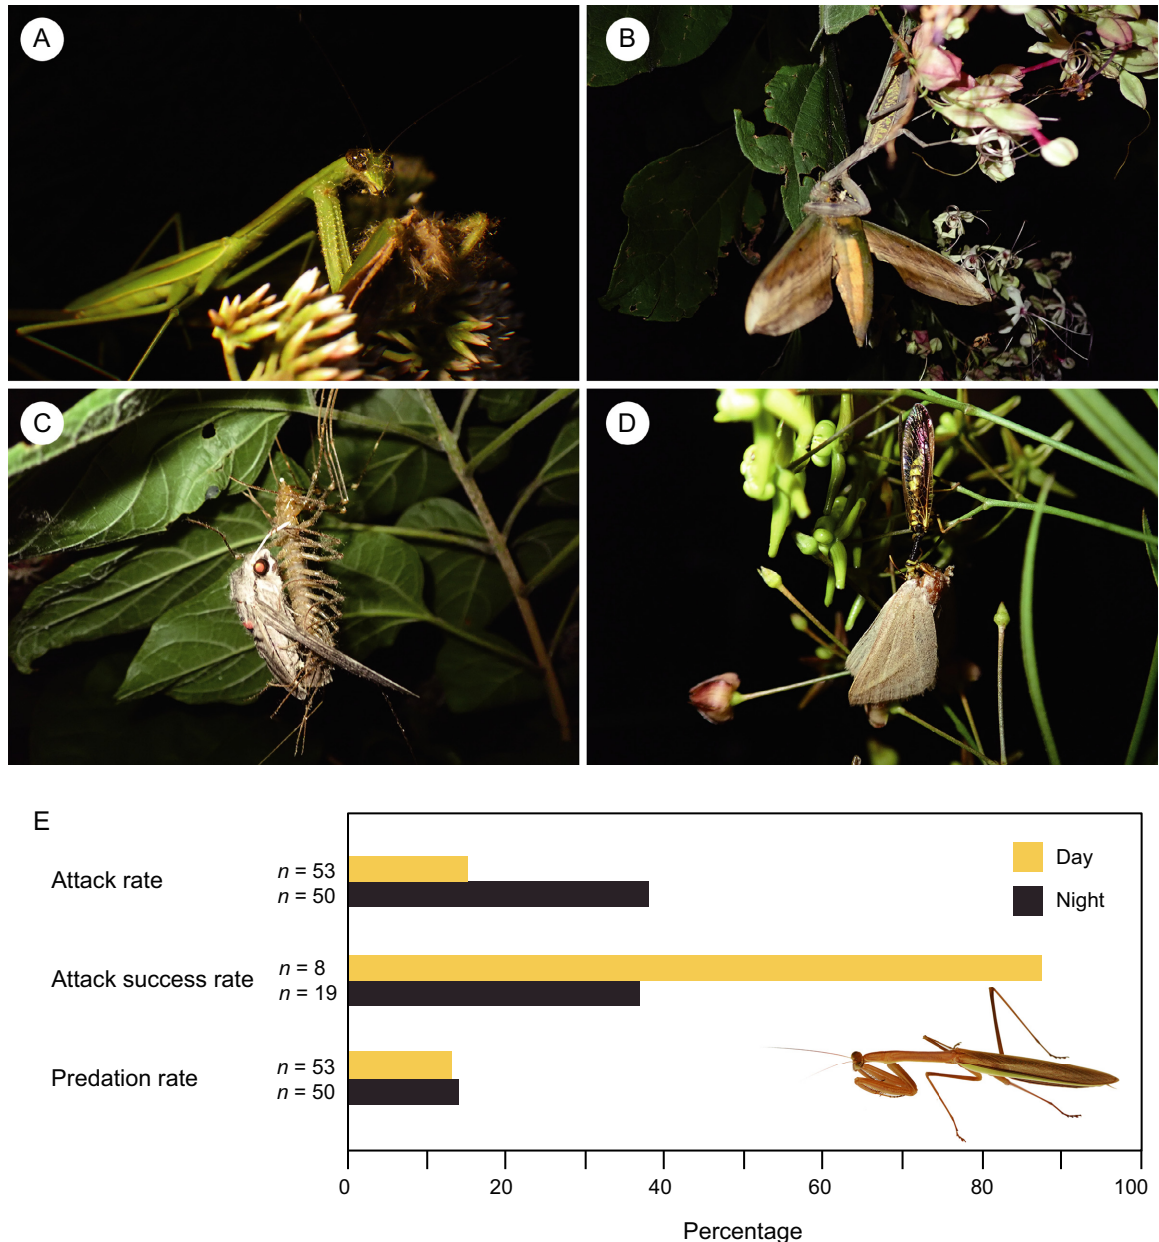 A
B
C
D
E
Day
Night
Attack rate
n = 53
n = 50
Attack success rate
n = 8
n = 19
Predation rate
n = 53
n = 50
0 20 40 60 80 100
Percentage